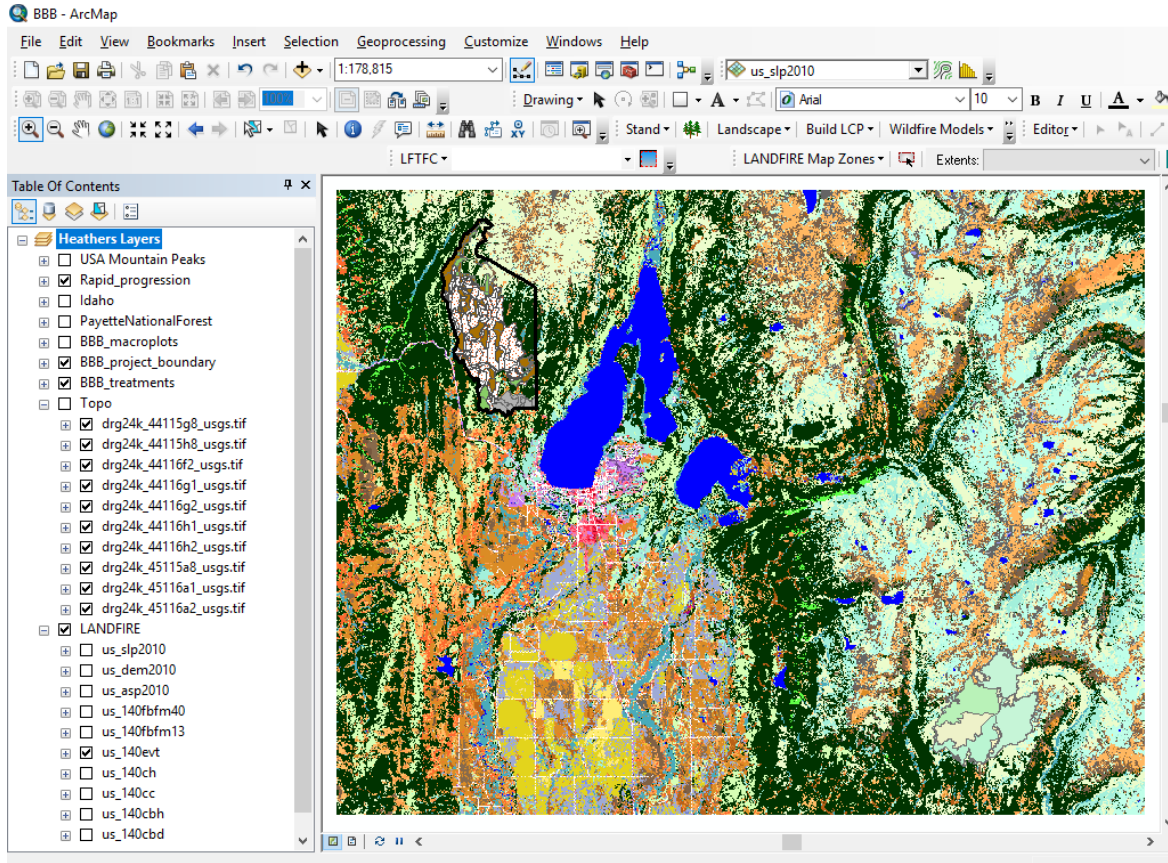 BBB - ArcMap
File Edit View Bookmarks Insert Selection Geoprocessing Customize Windows Help
1:178,815 us_slp2010
100% Drawing Arial 10 B I U A
Stand Landscape Build LCP Wildfire Models Editor
LFTFC LANDFIRE Map Zones Extents:
Table Of Contents
Heathers Layers
USA Mountain Peaks
Rapid_progression
Idaho
PayetteNationalForest
BBB_macroplots
BBB_project_boundary
BBB_treatments
Topo
drg24k_44115g8_usgs.tif
drg24k_44115h8_usgs.tif
drg24k_44116f2_usgs.tif
drg24k_44116g1_usgs.tif
drg24k_44116g2_usgs.tif
drg24k_44116h1_usgs.tif
drg24k_44116h2_usgs.tif
drg24k_45115a8_usgs.tif
drg24k_45116a1_usgs.tif
drg24k_45116a2_usgs.tif
LANDFIRE
us_slp2010
us_dem2010
us_asp2010
us_140fbfm40
us_140fbfm13
us_140evt
us_140ch
us_140cc
us_140cbh
us_140cbd